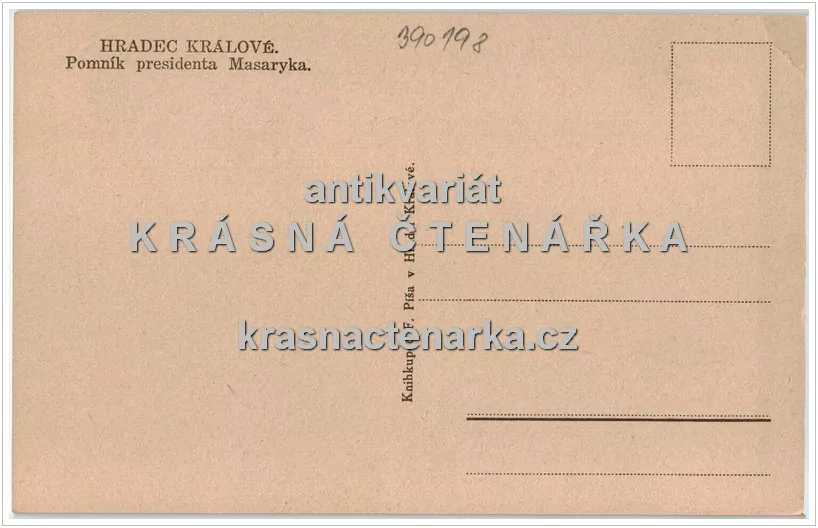 HRADEC KRÁLOVÉ.
Pomník presidenta Masaryka.
390198
antikvariát
KRÁSNÁ ČTENÁŘKA
krasnactenarka.cz
F. Píša v